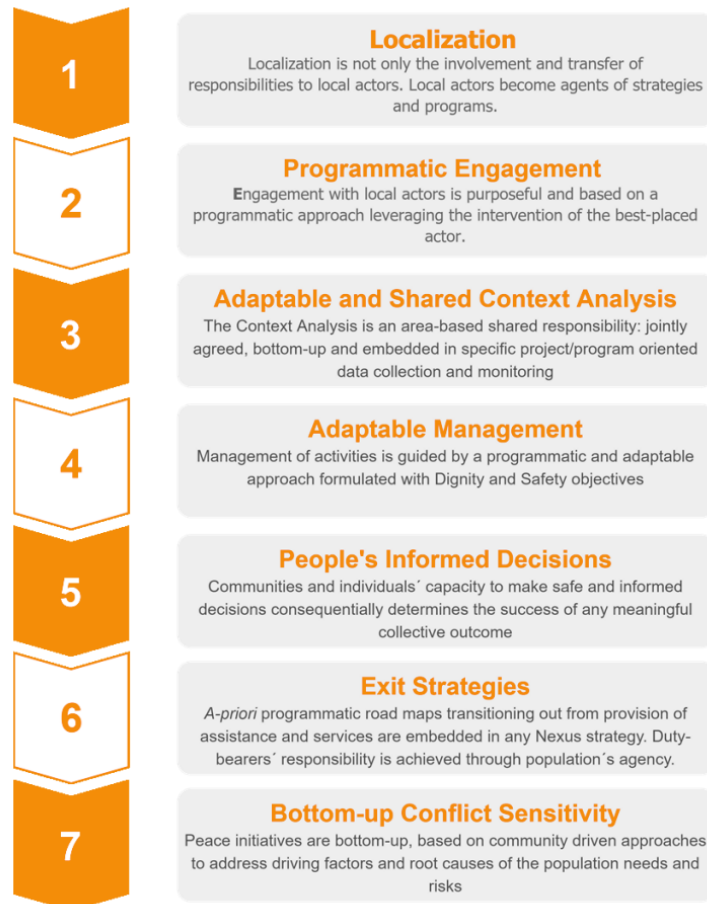 1
Localization
Localization is not only the involvement and transfer of
responsibilities to local actors. Local actors become agents of strategies
and programs.
2
Programmatic Engagement
Engagement with local actors is purposeful and based on a
programmatic approach leveraging the intervention of the best-placed
actor.
3
Adaptable and Shared Context Analysis
The Context Analysis is an area-based shared responsibility: jointly
agreed, bottom-up and embedded in specific project/program oriented
data collection and monitoring
4
Adaptable Management
Management of activities is guided by a programmatic and adaptable
approach formulated with Dignity and Safety objectives
5
People's Informed Decisions
Communities and individuals´ capacity to make safe and informed
decisions consequentially determines the success of any meaningful
collective outcome
6
Exit Strategies
A-priori programmatic road maps transitioning out from provision of
assistance and services are embedded in any Nexus strategy. Duty-
bearers´ responsibility is achieved through population´s agency.
7
Bottom-up Conflict Sensitivity
Peace initiatives are bottom-up, based on community driven approaches
to address driving factors and root causes of the population needs and
risks